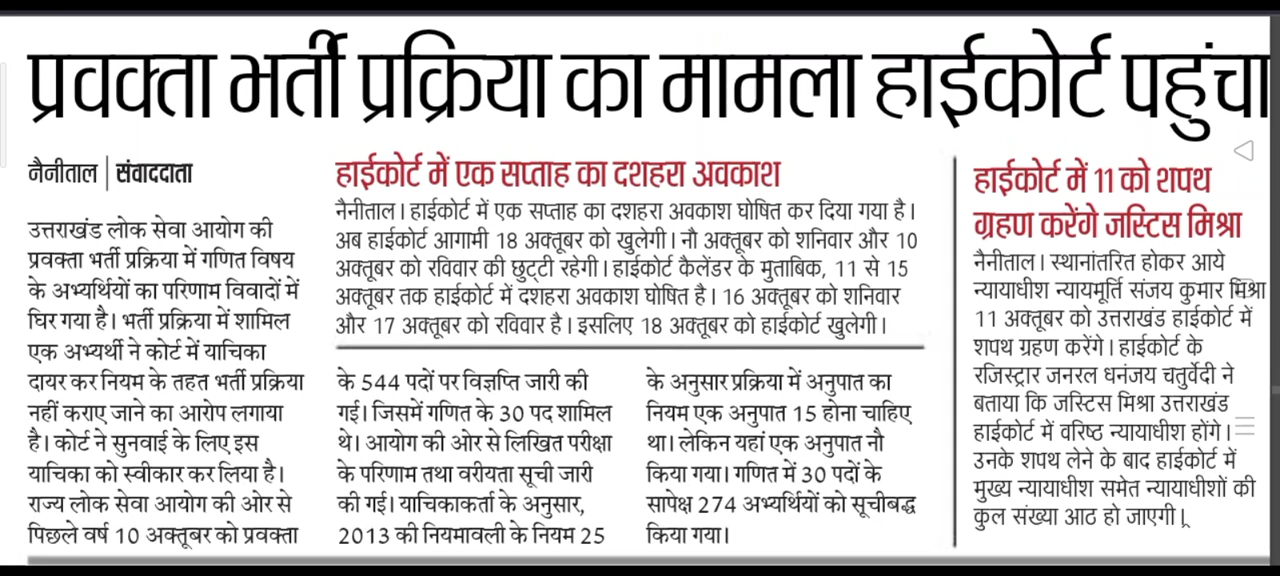 प्रवक्ता भर्ती प्रक्रिया का मामला हाईकोर्ट पहुंचा
नैनीताल | संवाददाता
उत्तराखंड लोक सेवा आयोग की
प्रवक्ता भर्ती प्रक्रिया में गणित विषय
के अभ्यर्थियों का परिणाम विवादों में
घिर गया है। भर्ती प्रक्रिया में शामिल
एक अभ्यर्थी ने कोर्ट में याचिका
दायर कर नियम के तहत भर्ती प्रक्रिया
नहीं कराए जाने का आरोप लगाया
है। कोर्ट ने सुनवाई के लिए इस
याचिका को स्वीकार कर लिया है।
राज्य लोक सेवा आयोग की ओर से
पिछले वर्ष 10 अक्तूबर को प्रवक्ता
के 544 पदों पर विज्ञप्ति जारी की
गई। जिसमें गणित के 30 पद शामिल
थे। आयोग की ओर से लिखित परीक्षा
के परिणाम तथा वरीयता सूची जारी
की गई। याचिकाकर्ता के अनुसार,
2013 की नियमावली के नियम 25
के अनुसार प्रक्रिया में अनुपात का
नियम एक अनुपात 15 होना चाहिए
था। लेकिन यहां एक अनुपात नौ
किया गया। गणित में 30 पदों के
सापेक्ष 274 अभ्यर्थियों को सूचीबद्ध
किया गया।
हाईकोर्ट में एक सप्ताह का दशहरा अवकाश
नैनीताल। हाईकोर्ट में एक सप्ताह का दशहरा अवकाश घोषित कर दिया गया है।
अब हाईकोर्ट आगामी 18 अक्तूबर को खुलेगी। नौ अक्तूबर को शनिवार और 10
अक्तूबर को रविवार की छुट्टी रहेगी। हाईकोर्ट कैलेंडर के मुताबिक, 11 से 15
अक्तूबर तक हाईकोर्ट में दशहरा अवकाश घोषित है। 16 अक्तूबर को शनिवार
और 17 अक्तूबर को रविवार है। इसलिए 18 अक्तूबर को हाईकोर्ट खुलेगी।
हाईकोर्ट में 11 को शपथ
ग्रहण करेंगे जस्टिस मिश्रा
नैनीताल। स्थानांतरित होकर आये
न्यायाधीश न्यायमूर्ति संजय कुमार मिश्रा
11 अक्तूबर को उत्तराखंड हाईकोर्ट में
शपथ ग्रहण करेंगे। हाईकोर्ट के
रजिस्ट्रार जनरल धनंजय चतुर्वेदी ने
बताया कि जस्टिस मिश्रा उत्तराखंड
हाईकोर्ट में वरिष्ठ न्यायाधीश होंगे।
उनके शपथ लेने के बाद हाईकोर्ट में
मुख्य न्यायाधीश समेत न्यायाधीशों की
कुल संख्या आठ हो जाएगी।